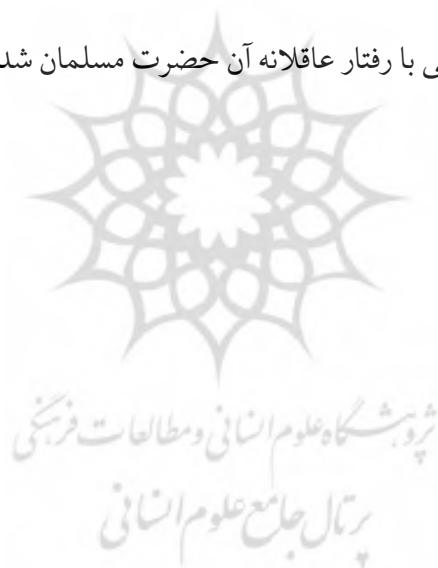 ی با رفتار عاقلانه آن حضرت مسلمان شد
پژوهشگاه علوم انسانی و مطالعات فرهنگی
پرتال جامع علوم انسانی